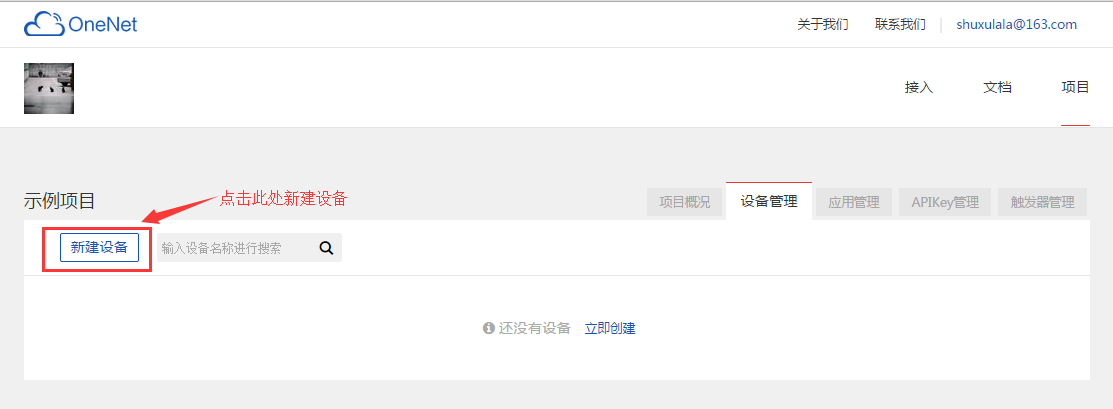 OneNet
关于我们 联系我们 | shuxulala@163.com
接入 文档 项目
示例项目
点击此处新建设备
项目概况 设备管理 应用管理 APIKey管理 触发器管理
新建设备 输入设备名称进行搜索
还没有设备 立即创建